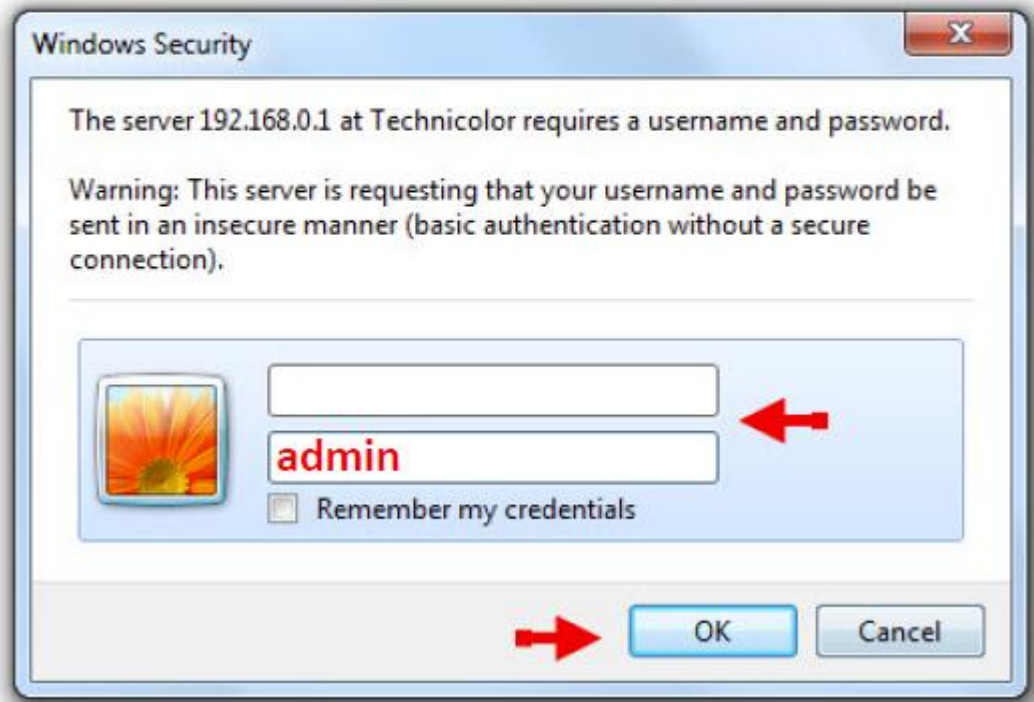 Windows Security
The server 192.168.0.1 at Technicolor requires a username and password.
Warning: This server is requesting that your username and password be
sent in an insecure manner (basic authentication without a secure
connection).
admin
Remember my credentials
OK
Cancel